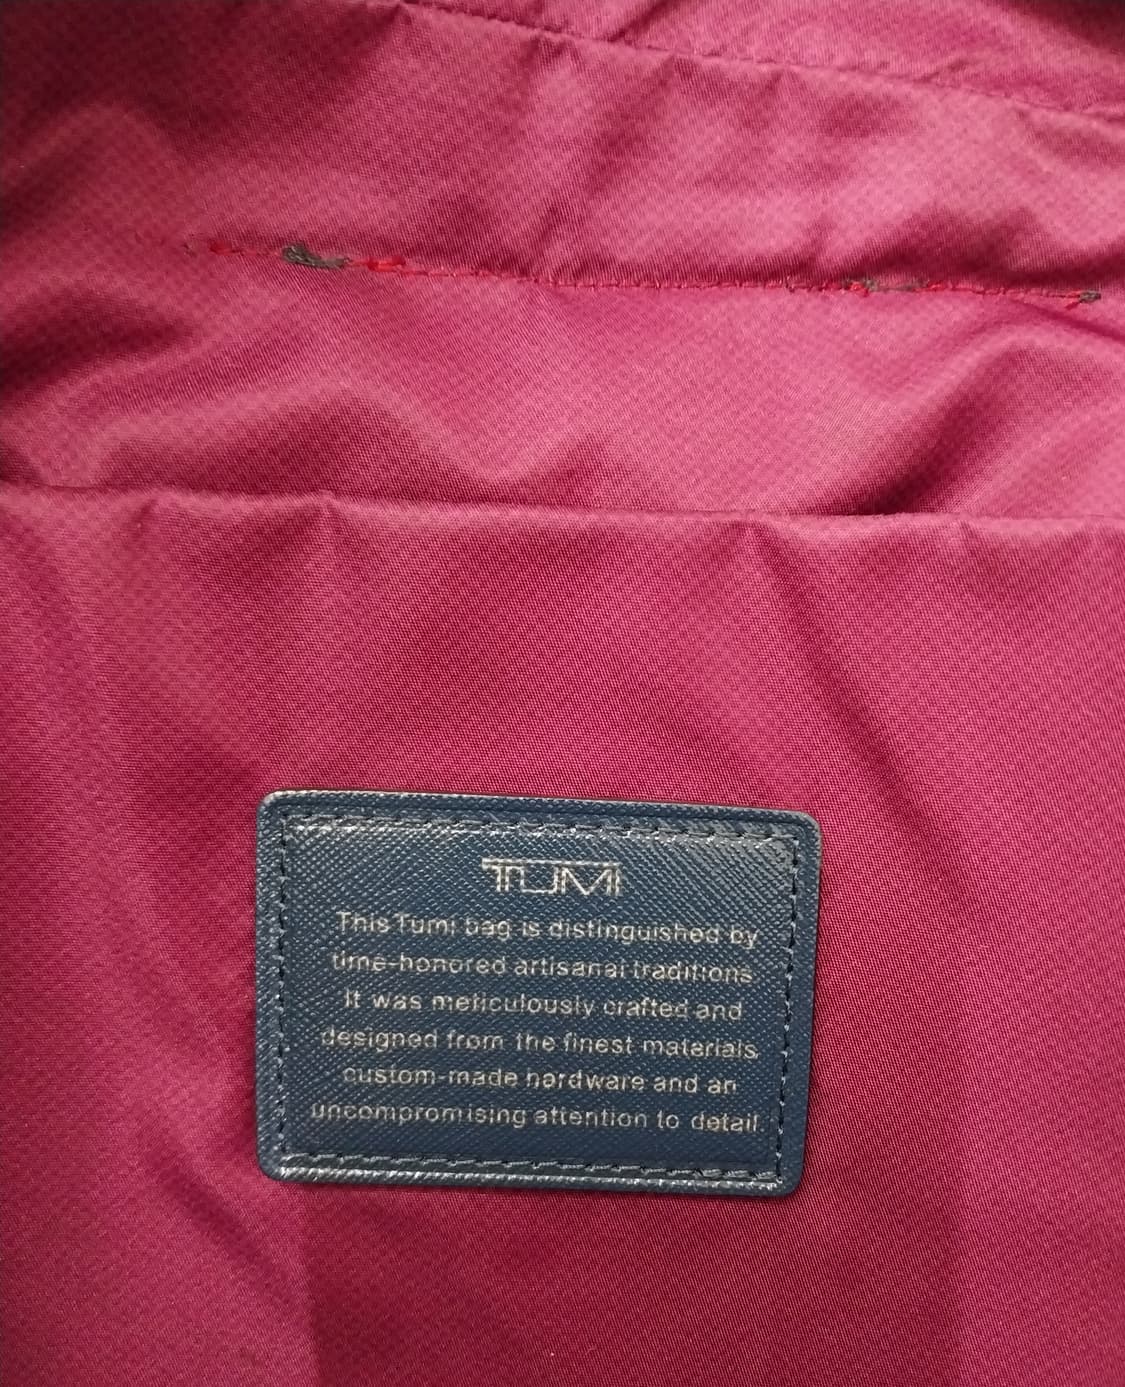 TUMI
This Tumi bag is distinguished by
time-honored artisanal traditions
It was meticulously crafted and
designed from the finest materials
custom-made hardware and an
uncompromising attention to detail.